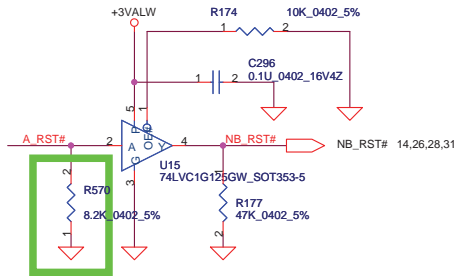 R174 10K_0402_5%
+3VALW
1 2
C296
1 2
0.1U_0402_16V4Z
5
1
P
OE#
A_RST# 2 A Y 4 NB_RST# NB_RST# 14,26,28,31
G
U15
74LVC1G125GW_SOT353-5
3
2
R570
8.2K_0402_5%
1
1
R177
47K_0402_5%
2